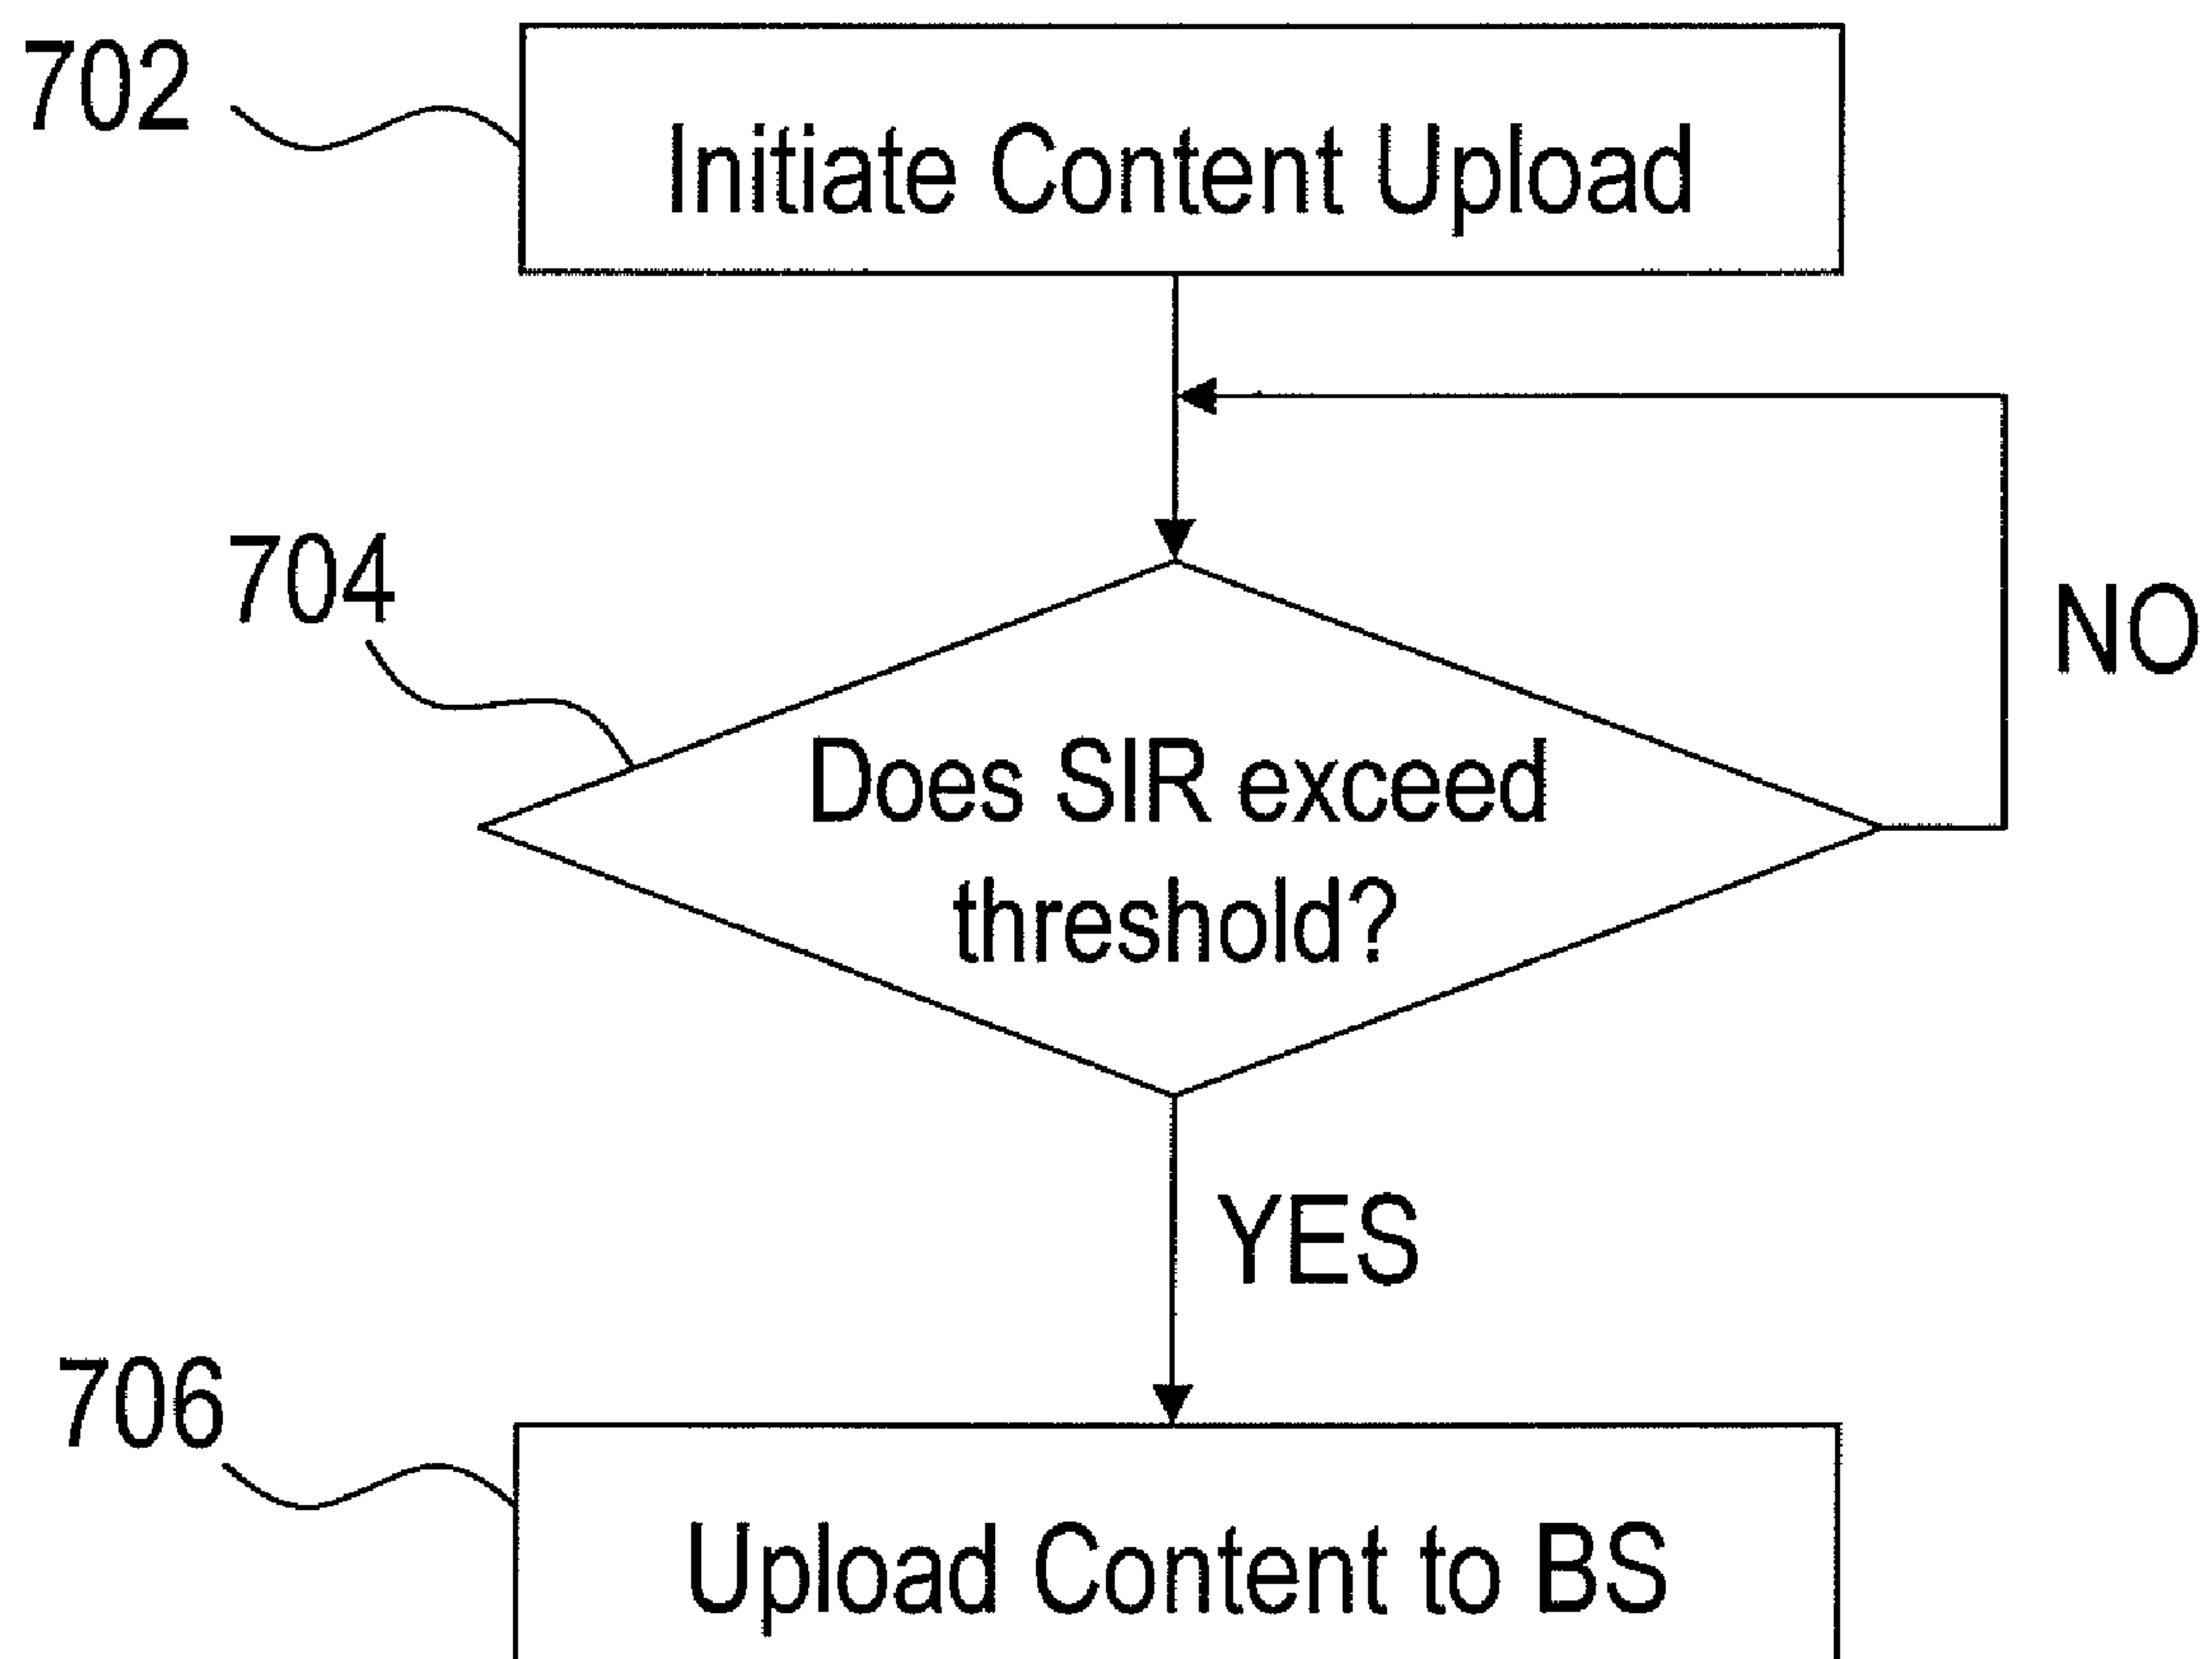 702
Initiate Content Upload
704
NO
Does SIR exceed
threshold?
YES
706
Upload Content to BS